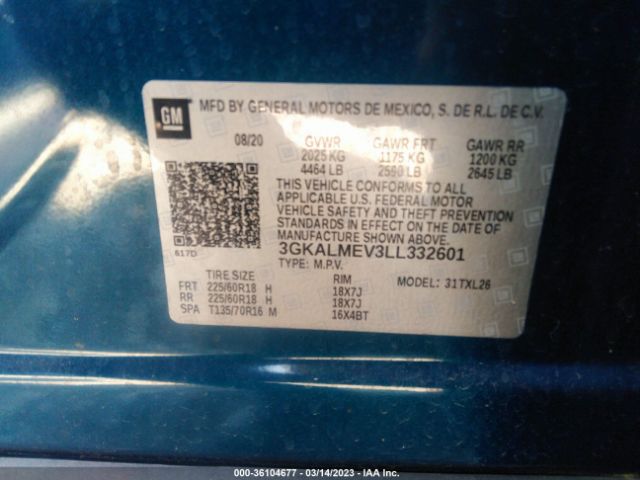 GM
MFD BY GENERAL MOTORS DE MEXICO, S. DE R.L. DE C.V.
08/20 GVWR GAWR FRT GAWR RR
2025 KG 1175 KG 1200 KG
4464 LB 2590 LB 2645 LB
THIS VEHICLE CONFORMS TO ALL
APPLICABLE U.S. FEDERAL MOTOR
VEHICLE SAFETY AND THEFT PREVENTION
STANDARDS IN EFFECT ON THE DATE OF
MANUFACTURE SHOWN ABOVE.
617D 3GKALMEV3LL332601
TYPE: M.P.V. MODEL: 31TXL26
TIRE SIZE RIM
FRT 225/60R18 H 18X7J
RR 225/60R18 H 18X7J
SPA T135/70R16 M 16X4BT
000-36104677 - 03/14/2023 - IAA Inc.